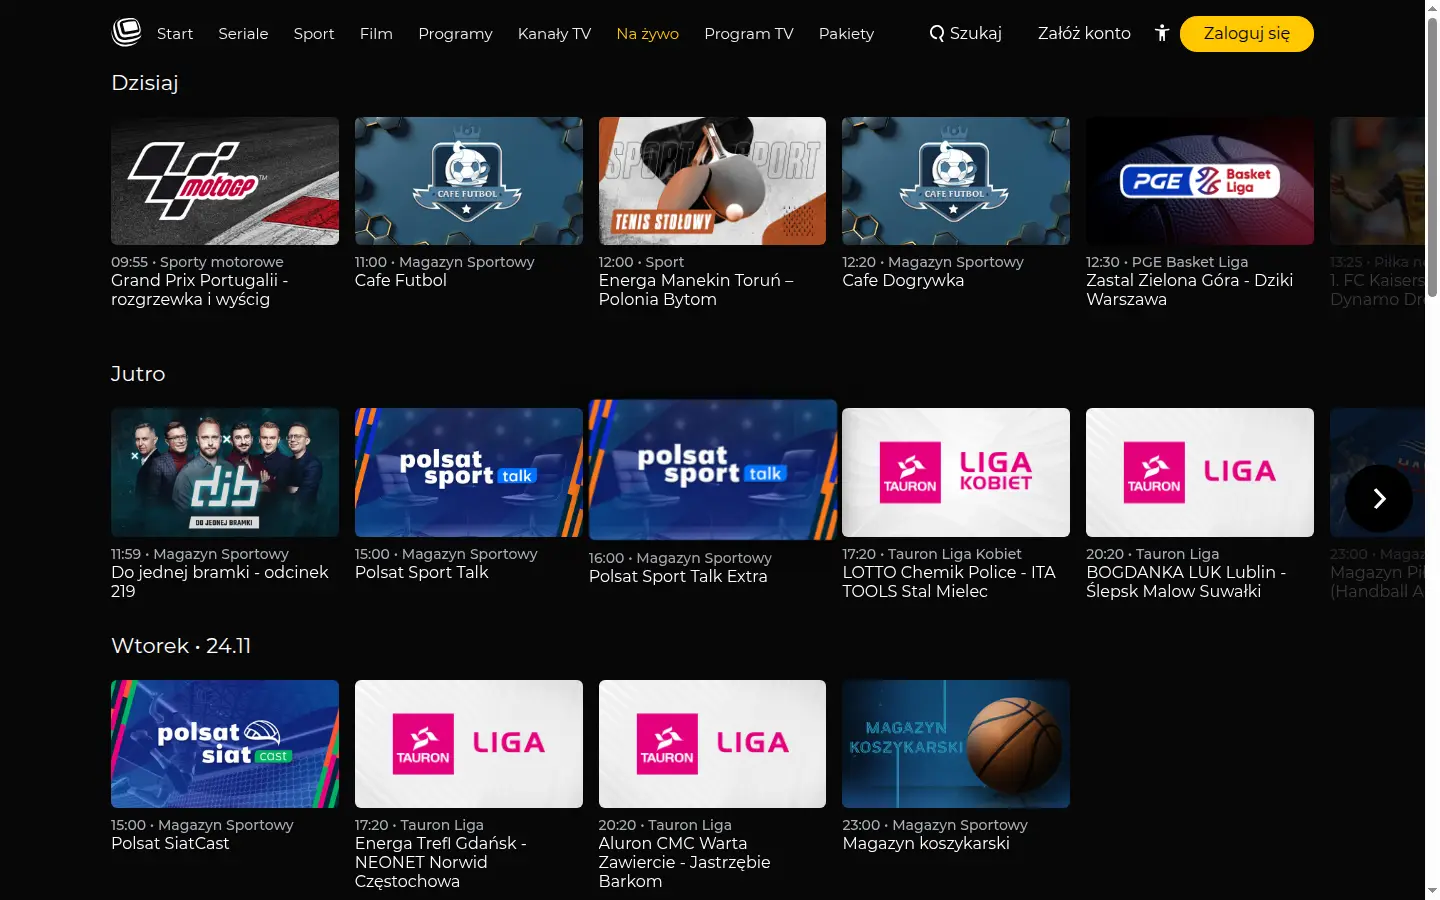 Start Seriale Sport Film Programy Kanały TV Na żywo Program TV Pakiety Szukaj Załóż konto Zaloguj się
Dzisiaj
motoGP™
CAFE FUTBOL
SPORT SPORT
TENIS STOŁOWY
CAFE FUTBOL
PGE Basket Liga
09:55 • Sporty motorowe
Grand Prix Portugalii -
rozgrzewka i wyścig
11:00 • Magazyn Sportowy
Cafe Futbol
12:00 • Sport
Energa Manekin Toruń –
Polonia Bytom
12:20 • Magazyn Sportowy
Cafe Dogrywka
12:30 • PGE Basket Liga
Zastal Zielona Góra - Dziki
Warszawa
13:25 • Piłka
1. FC Kaisers
Dynamo
Jutro
djb
DO JEDNEJ BRAMKI
polsat
sport talk
polsat
sport talk
TAURON LIGA
KOBIET
TAURON LIGA
11:59 • Magazyn Sportowy
Do jednej bramki - odcinek
219
15:00 • Magazyn Sportowy
Polsat Sport Talk
16:00 • Magazyn Sportowy
Polsat Sport Talk Extra
17:20 • Tauron Liga Kobiet
LOTTO Chemik Police - ITA
TOOLS Stal Mielec
20:20 • Tauron Liga
BOGDANKA LUK Lublin -
Ślepsk Malow Suwałki
23:00 • Magaz
Magazyn
(Handball
Wtorek • 24.11
polsat
siat cast
TAURON LIGA
TAURON LIGA
MAGAZYN
KOSZYKARSKI
15:00 • Magazyn Sportowy
Polsat SiatCast
17:20 • Tauron Liga
Energa Trefl Gdańsk -
NEONET Norwid
Częstochowa
20:20 • Tauron Liga
Aluron CMC Warta
Zawiercie - Jastrzębie
Barkom
23:00 • Magazyn Sportowy
Magazyn koszykarski